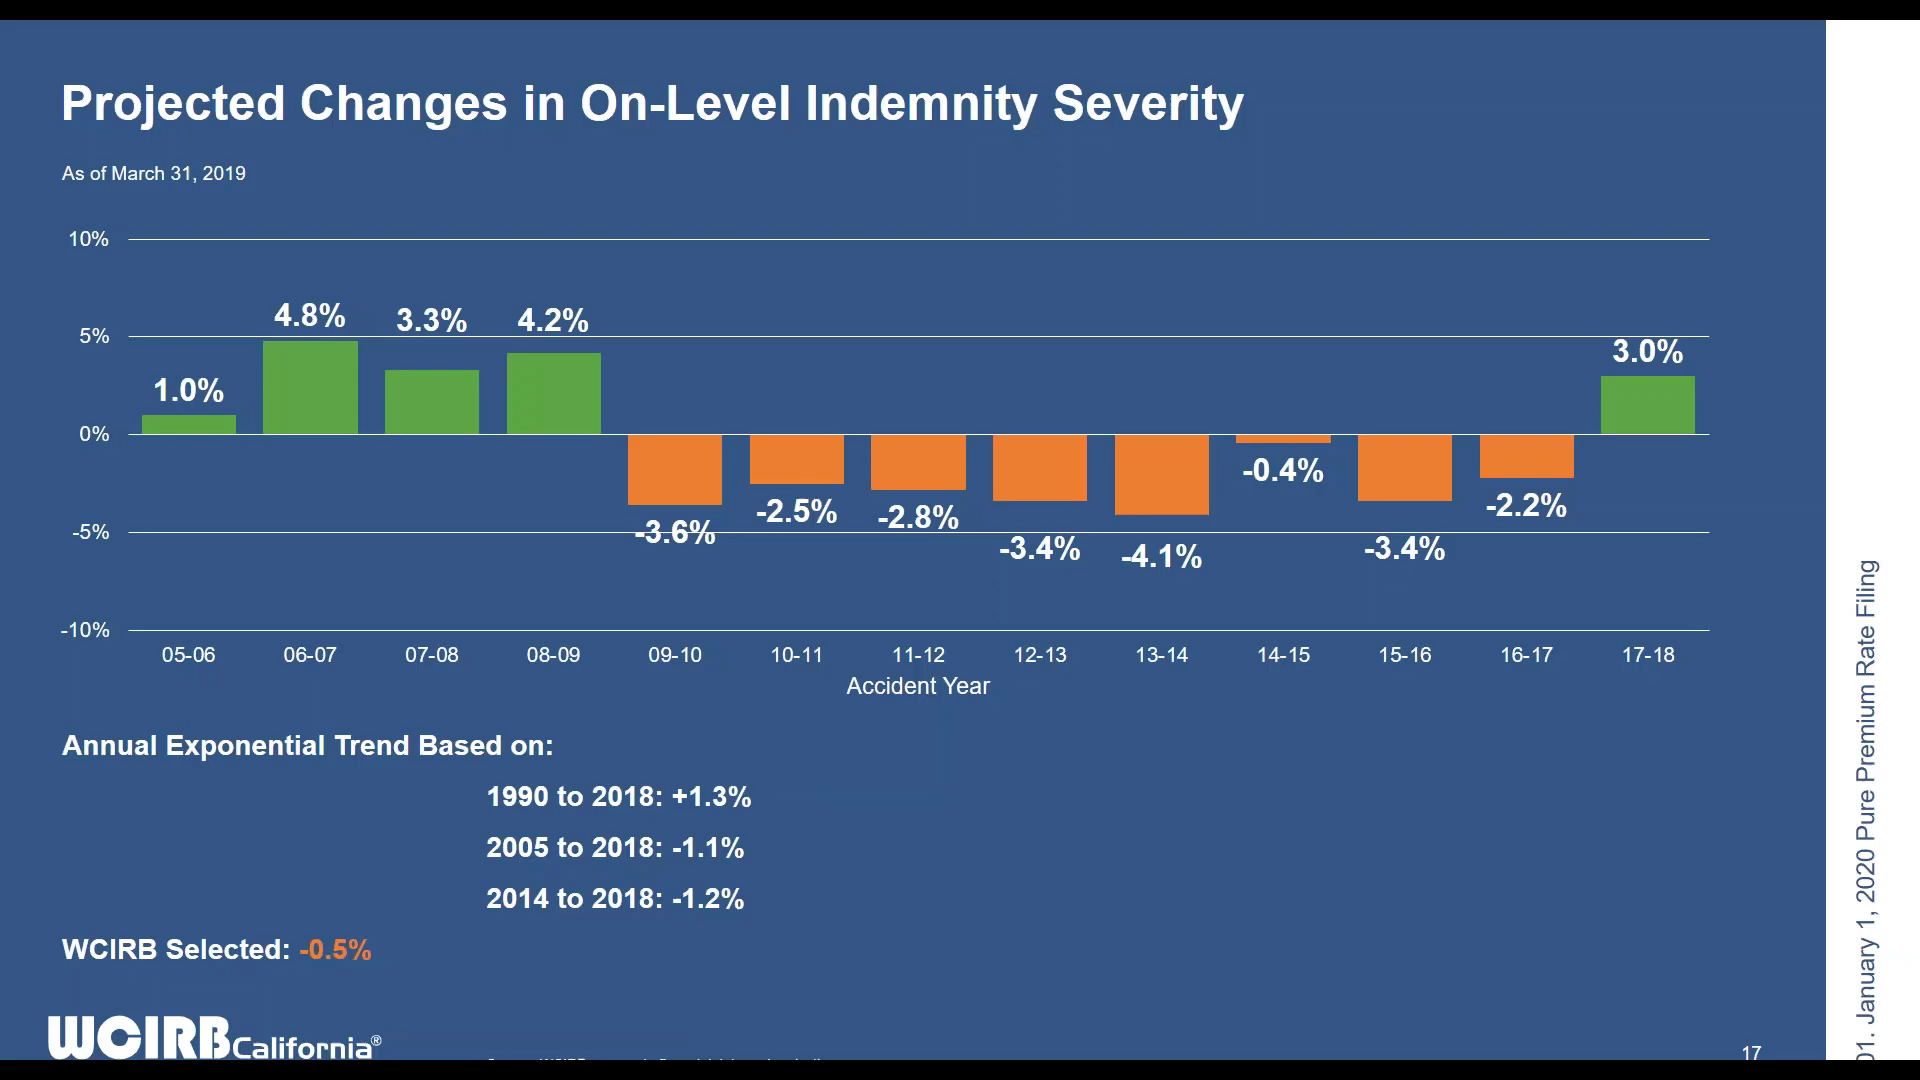 Projected Changes in On-Level Indemnity Severity
As of March 31, 2019
10%
5%
0%
-5%
-10%
1.0%
4.8%
3.3%
4.2%
-3.6%
-2.5%
-2.8%
-3.4%
-4.1%
-0.4%
-3.4%
-2.2%
3.0%
05-06 06-07 07-08 08-09 09-10 10-11 11-12 12-13 13-14 14-15 15-16 16-17 17-18
Accident Year
Annual Exponential Trend Based on:
1990 to 2018: +1.3%
2005 to 2018: -1.1%
2014 to 2018: -1.2%
WCIRB Selected: -0.5%
WCIRB California®
17
01. January 1, 2020 Pure Premium Rate Filing